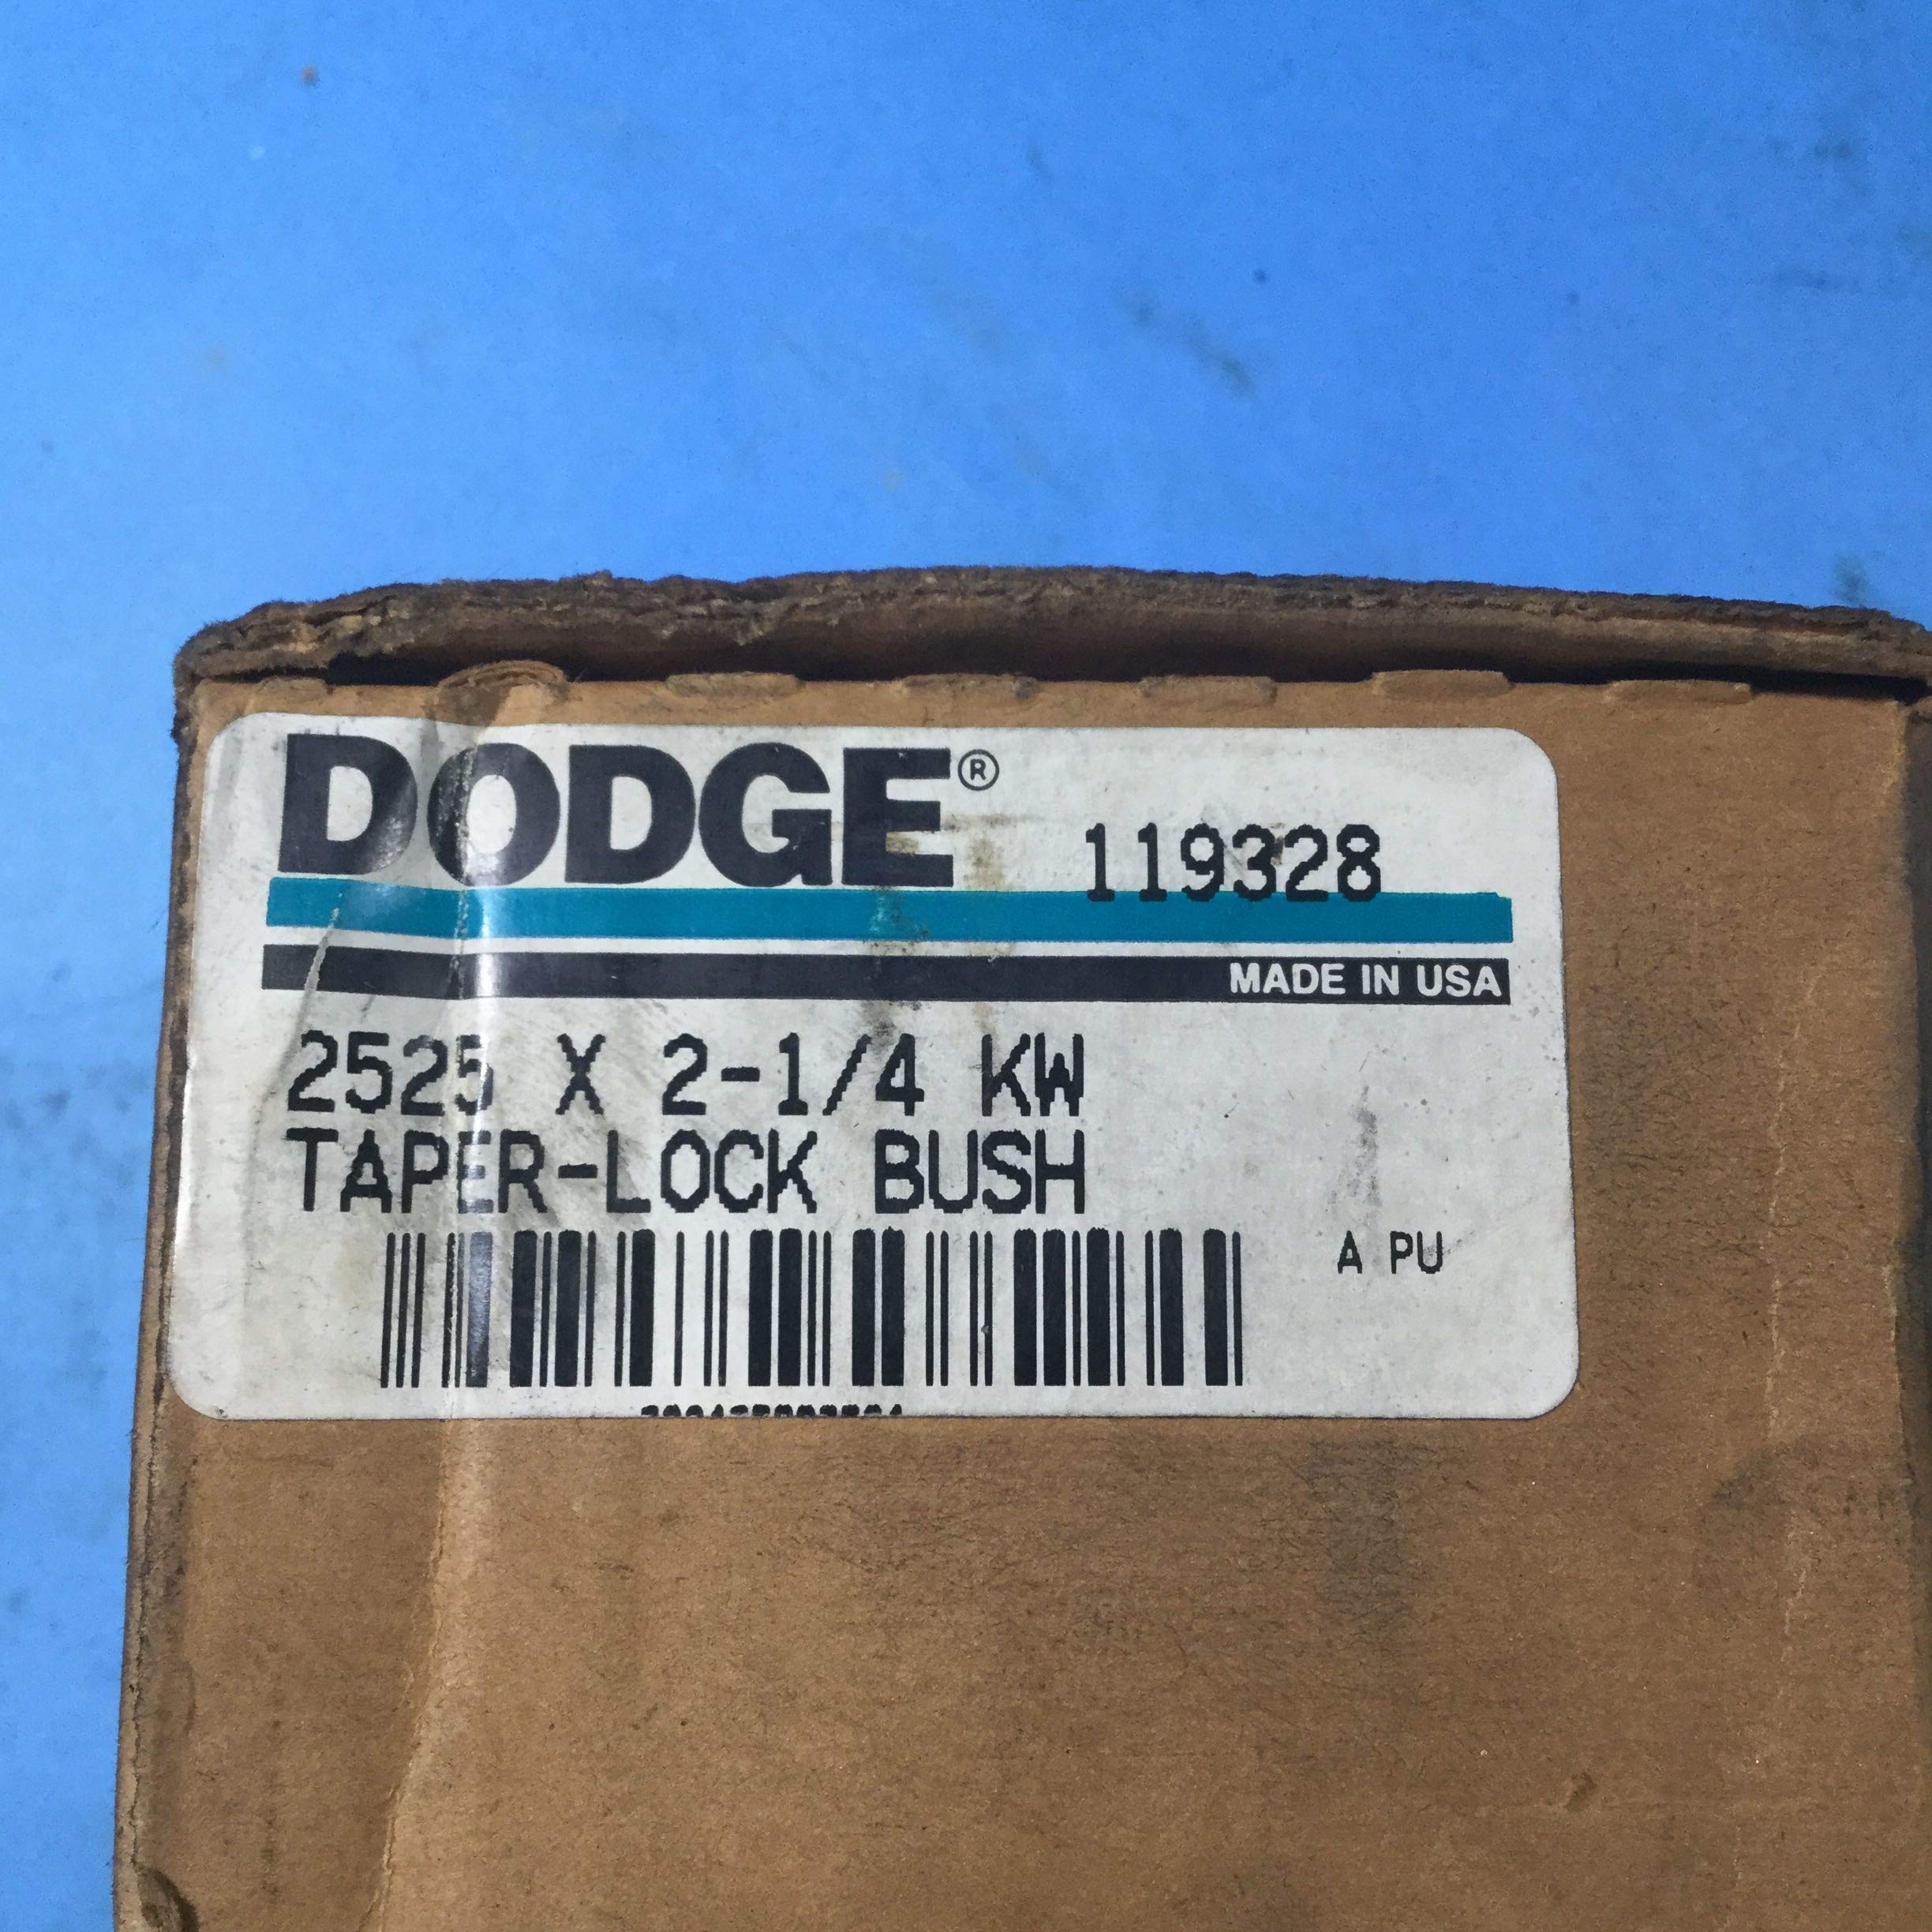 DODGE® 119328
MADE IN USA
2525 X 2-1/4 KW
TAPER-LOCK BUSH
A PU